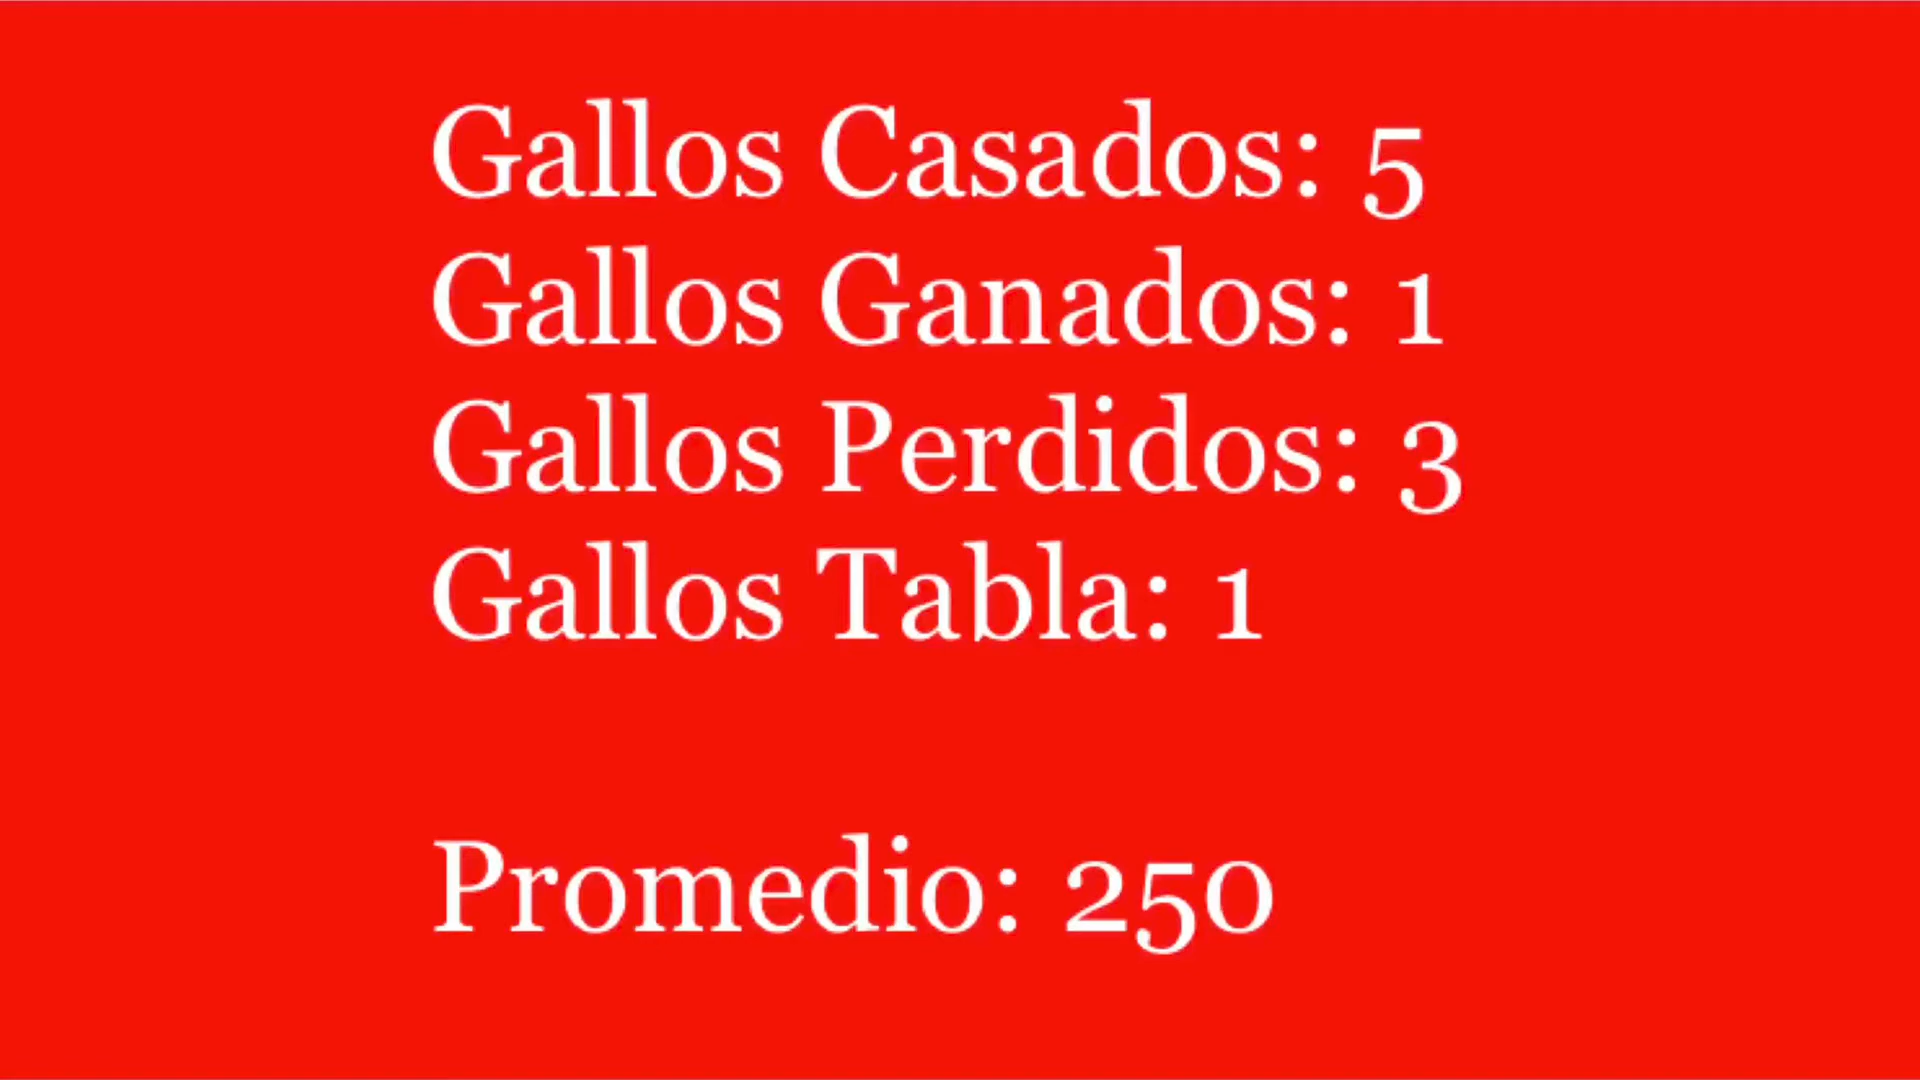 Gallos Casados: 5
Gallos Ganados: 1
Gallos Perdidos: 3
Gallos Tabla: 1
Promedio: 250